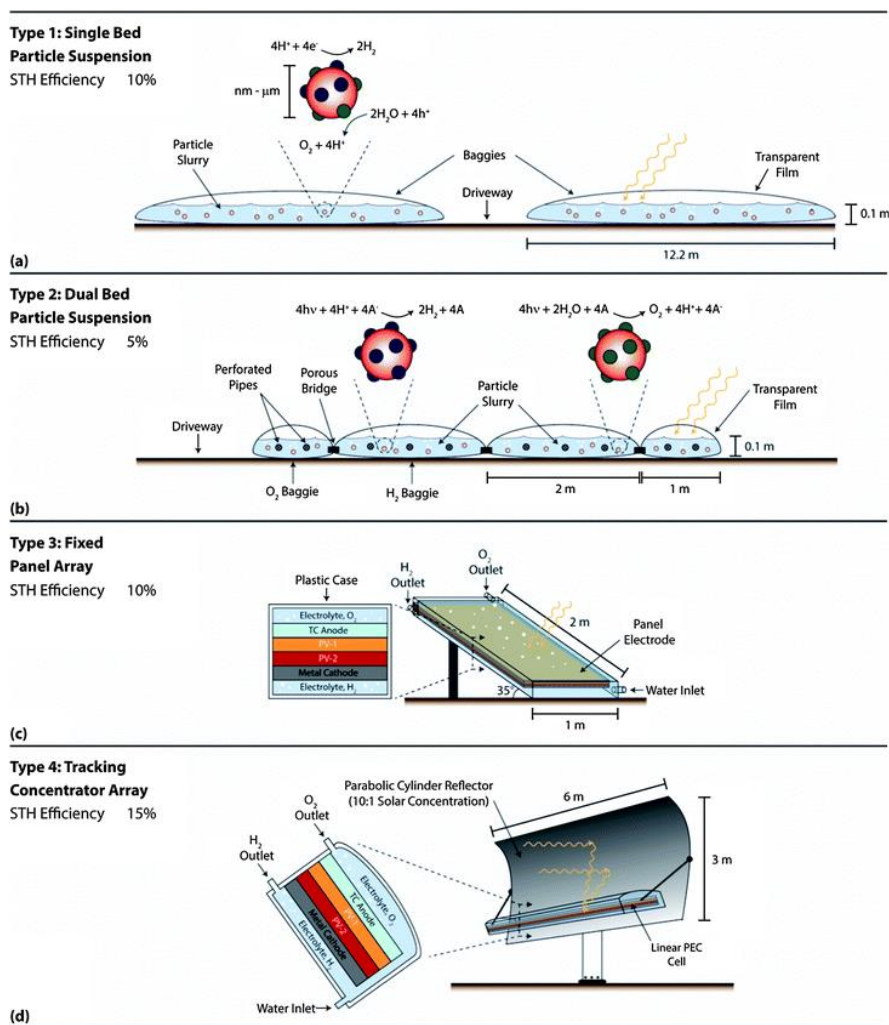 Type 1: Single Bed
Particle Suspension
STH Efficiency 10%
4H⁺ + 4e⁻ 2H₂
nm - μm
2H₂O + 4h⁺
O₂ + 4H⁺
Particle
Slurry
Baggies
Driveway
Transparent
Film
0.1 m
12.2 m
(a)
Type 2: Dual Bed
Particle Suspension
STH Efficiency 5%
4hν + 4H⁺ + 4A⁻ 2H₂ + 4A
4hν + 2H₂O + 4A O₂ + 4H⁺ + 4A⁻
Perforated
Pipes
Porous
Bridge
Particle
Slurry
Transparent
Film
Driveway
0.1 m
O₂ Baggie
H₂ Baggie
2 m
1 m
(b)
Type 3: Fixed
Panel Array
STH Efficiency 10%
Plastic Case
Electrolyte, O₂
TC Anode
PV-1
PV-2
Metal Cathode
Electrolyte, H₂
H₂
Outlet
O₂
Outlet
2 m
Panel
Electrode
Water Inlet
35°
1 m
(c)
Type 4: Tracking
Concentrator Array
STH Efficiency 15%
Parabolic Cylinder Reflector
(10:1 Solar Concentration)
6 m
3 m
O₂
Outlet
H₂
Outlet
Electrolyte, O₂
TC Anode
PV-1
PV-2
Metal Cathode
Electrolyte, H₂
Water Inlet
Linear PEC
Cell
(d)